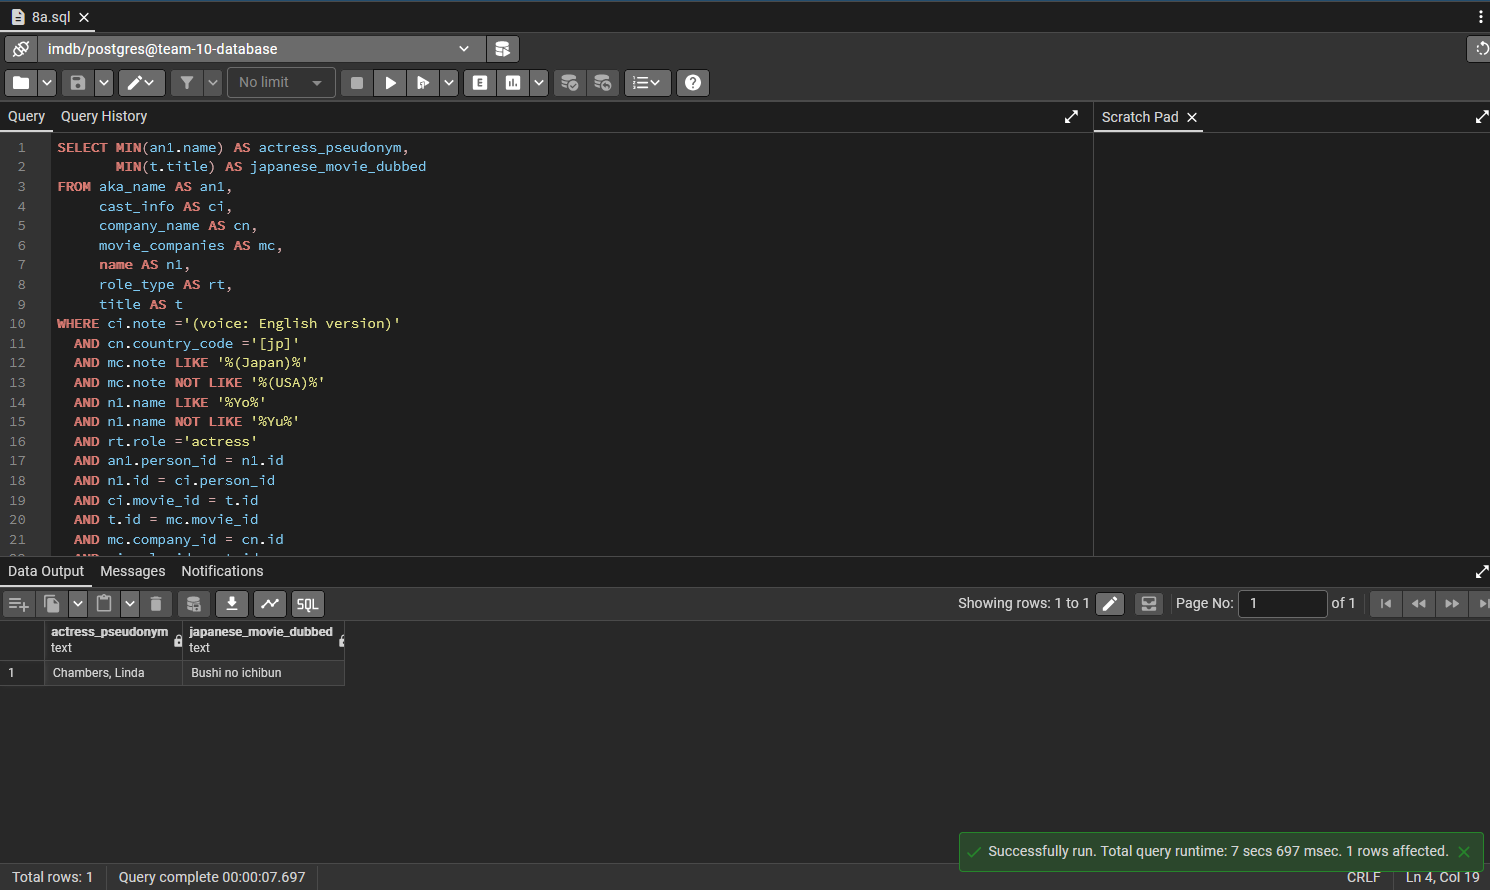 8a.sql
imdb/postgres@team-10-database
No limit
E
Query Query History
Scratch Pad
1 SELECT MIN(an1.name) AS actress_pseudonym,
2 MIN(t.title) AS japanese_movie_dubbed
3 FROM aka_name AS an1,
4 cast_info AS ci,
5 company_name AS cn,
6 movie_companies AS mc,
7 name AS n1,
8 role_type AS rt,
9 title AS t
10 WHERE ci.note ='(voice: English version)'
11 AND cn.country_code ='[jp]'
12 AND mc.note LIKE '%(Japan)%'
13 AND mc.note NOT LIKE '%(USA)%'
14 AND n1.name LIKE '%Yo%'
15 AND n1.name NOT LIKE '%Yu%'
16 AND rt.role ='actress'
17 AND an1.person_id = n1.id
18 AND n1.id = ci.person_id
19 AND ci.movie_id = t.id
20 AND t.id = mc.movie_id
21 AND mc.company_id = cn.id
Data Output Messages Notifications
SQL
Showing rows: 1 to 1
Page No: 1 of 1
actress_pseudonym
text
japanese_movie_dubbed
text
1 Chambers, Linda Bushi no ichibun
Successfully run. Total query runtime: 7 secs 697 msec. 1 rows affected.
Total rows: 1 Query complete 00:00:07.697
CRLF Ln 4, Col 19